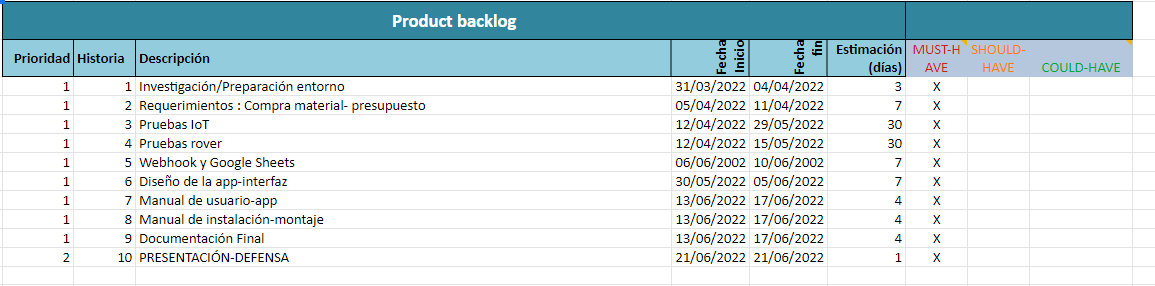 Product backlog
Prioridad Historia Descripción Fecha Inicio Fecha fin Estimación (días) MUST-HAVE SHOULD-HAVE COULD-HAVE
1 1 Investigación/Preparación entorno 31/03/2022 04/04/2022 3 X
1 2 Requerimientos : Compra material- presupuesto 05/04/2022 11/04/2022 7 X
1 3 Pruebas IoT 12/04/2022 29/05/2022 30 X
1 4 Pruebas rover 12/04/2022 15/05/2022 30 X
1 5 Webhook y Google Sheets 06/06/2002 10/06/2002 7 X
1 6 Diseño de la app-interfaz 30/05/2022 05/06/2022 7 X
1 7 Manual de usuario-app 13/06/2022 17/06/2022 4 X
1 8 Manual de instalación-montaje 13/06/2022 17/06/2022 4 X
1 9 Documentación Final 13/06/2022 17/06/2022 4 X
2 10 PRESENTACIÓN-DEFENSA 21/06/2022 21/06/2022 1 X